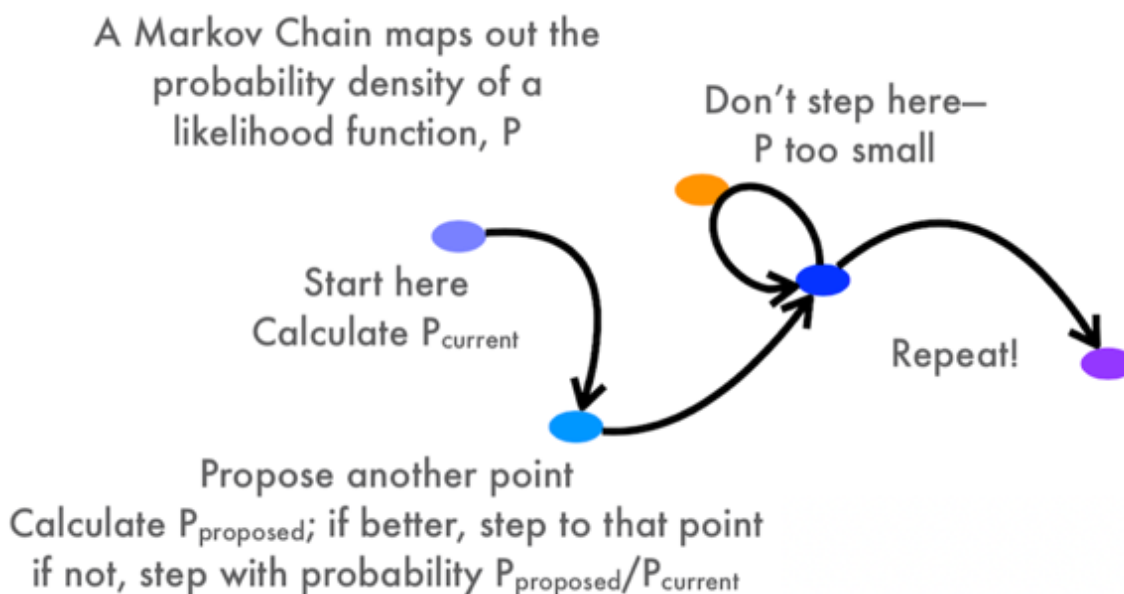 A Markov Chain maps out the
probability density of a
likelihood function, P
Don't step here—
P too small
Start here
Calculate Pcurrent
Repeat!
Propose another point
Calculate Pproposed; if better, step to that point
if not, step with probability Pproposed/Pcurrent